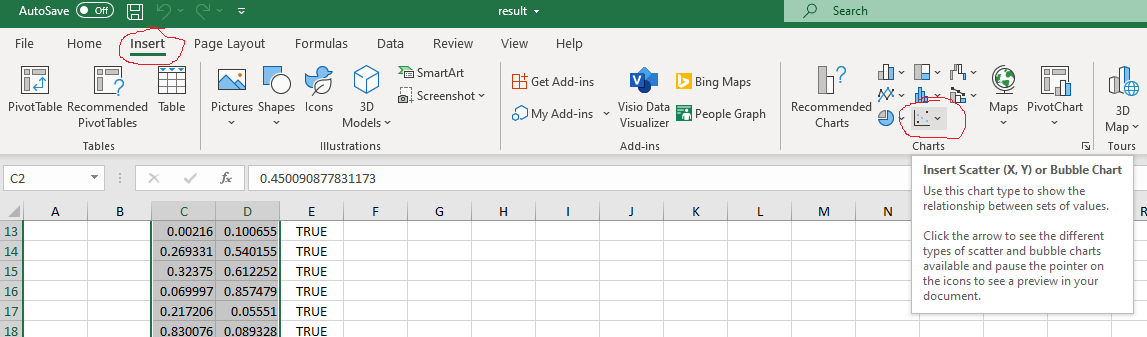 AutoSave Off result Search
File Home Insert Page Layout Formulas Data Review View Help
PivotTable Recommended PivotTables Table
Tables
Pictures Shapes Icons 3D Models
SmartArt
Screenshot
Illustrations
Get Add-ins
My Add-ins
Visio Data Visualizer
Bing Maps
People Graph
Add-ins
Recommended Charts
Maps PivotChart
Charts
3D Map
Tours
C2 fx 0.450090877831173
A B C D E F G H I J K L M N R
13 0.00216 0.100655 TRUE
14 0.269331 0.540155 TRUE
15 0.32375 0.612252 TRUE
16 0.069997 0.857479 TRUE
17 0.217206 0.05551 TRUE
18 0.830076 0.089328 TRUE
Insert Scatter (X, Y) or Bubble Chart
Use this chart type to show the
relationship between sets of values.
Click the arrow to see the different
types of scatter and bubble charts
available and pause the pointer on
the icons to see a preview in your
document.